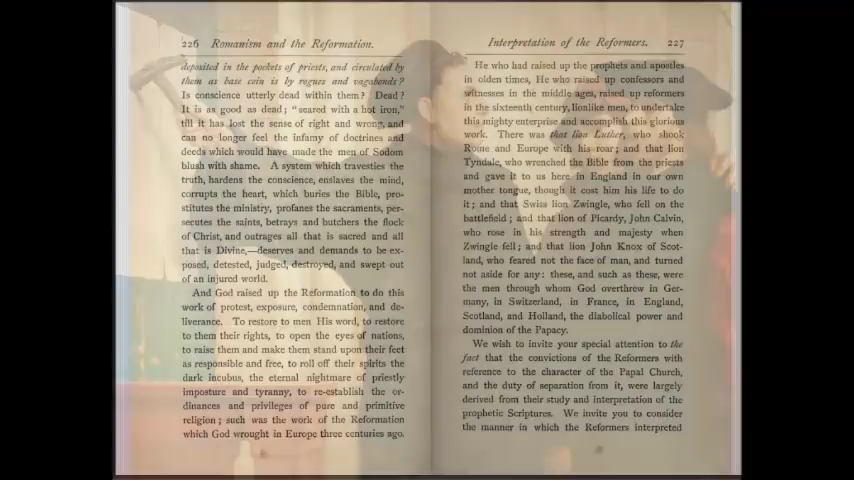 226 Romanism and the Reformation.
deposited in the pockets of priests, and circulated by
them as base coin is by rogues and vagabonds?
Is conscience utterly dead within them? Dead?
It is as good as dead; "seared with a hot iron,"
till it has lost the sense of right and wrong, and
can no longer feel the infamy of doctrines and
deeds which would have made the men of Sodom
blush with shame. A system which travesties the
truth, hardens the conscience, enslaves the mind,
corrupts the heart, which buries the Bible, pro-
stitutes the ministry, profanes the sacraments, per-
secutes the saints, betrays and butchers the flock
of Christ, and outrages all that is sacred and all
that is Divine,—deserves and demands to be ex-
posed, detested, judged, destroyed, and swept out
of an injured world.
And God raised up the Reformation to do this
work of protest, exposure, condemnation, and de-
liverance. To restore to men His word, to restore
to them their rights, to open the eyes of nations,
to raise them and make them stand upon their feet
as responsible and free, to roll off their spirits the
dark incubus, the eternal nightmare of priestly
imposture and tyranny, to re-establish the or-
dinances and privileges of pure and primitive
religion; such was the work of the Reformation
which God wrought in Europe three centuries ago.
Interpretation of the Reformers. 227
He who had raised up the prophets and apostles
in olden times, He who raised up confessors and
witnesses in the middle ages, raised up reformers
in the sixteenth century, lionlike men, to undertake
this mighty enterprise and accomplish this glorious
work. There was that lion Luther, who shook
Rome and Europe with his roar; and that lion
Tyndale, who wrenched the Bible from the priests
and gave it to us here in England in our own
mother tongue, though it cost him his life to do
it; and that Swiss lion Zwingle, who fell on the
battlefield; and that lion of Picardy, John Calvin,
who rose in his strength and majesty when
Zwingle fell; and that lion John Knox of Scot-
land, who feared not the face of man, and turned
not aside for any: these, and such as these, were
the men through whom God overthrew in Ger-
many, in Switzerland, in France, in England,
Scotland, and Holland, the diabolical power and
dominion of the Papacy.
We wish to invite your special attention to the
fact that the convictions of the Reformers with
reference to the character of the Papal Church,
and the duty of separation from it, were largely
derived from their study and interpretation of the
prophetic Scriptures. We invite you to consider
the manner in which the Reformers interpreted